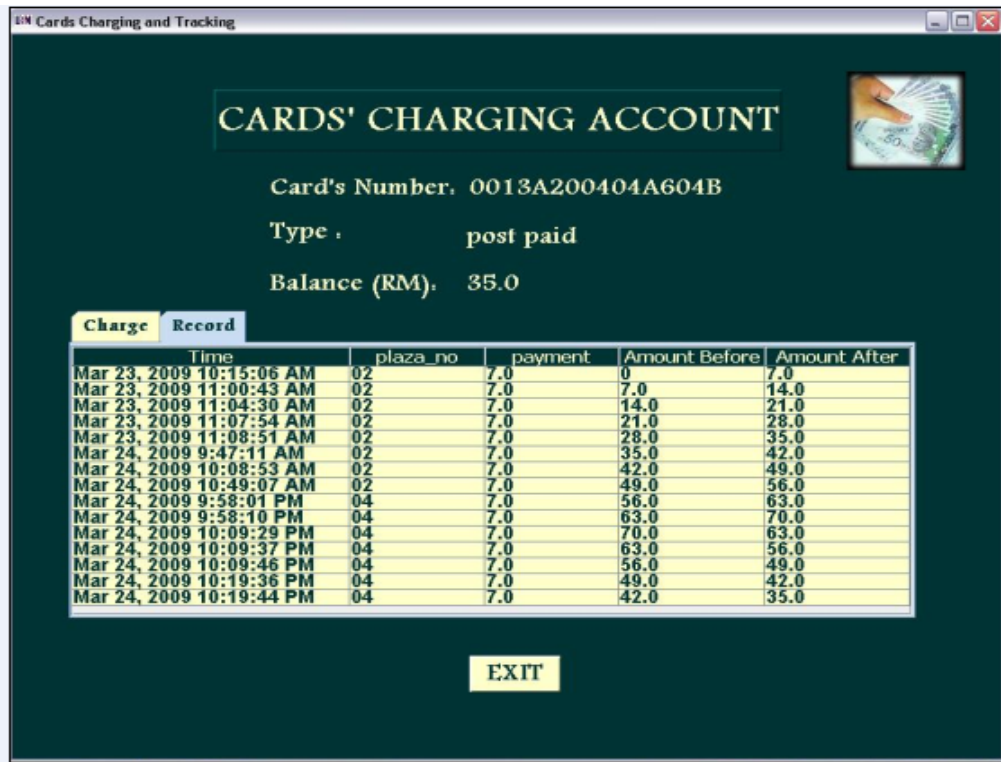 Cards Charging and Tracking
CARDS' CHARGING ACCOUNT
Card's Number: 0013A200404A604B
Type : post paid
Balance (RM): 35.0
Charge Record
Time plaza_no payment Amount Before Amount After
Mar 23, 2009 10:15:06 AM 02 7.0 0 7.0
Mar 23, 2009 11:00:43 AM 02 7.0 7.0 14.0
Mar 23, 2009 11:04:30 AM 02 7.0 14.0 21.0
Mar 23, 2009 11:07:54 AM 02 7.0 21.0 28.0
Mar 23, 2009 11:08:51 AM 02 7.0 28.0 35.0
Mar 24, 2009 9:47:11 AM 02 7.0 35.0 42.0
Mar 24, 2009 10:08:53 AM 02 7.0 42.0 49.0
Mar 24, 2009 10:49:07 AM 02 7.0 49.0 56.0
Mar 24, 2009 9:58:01 PM 04 7.0 56.0 63.0
Mar 24, 2009 9:58:10 PM 04 7.0 63.0 70.0
Mar 24, 2009 10:09:29 PM 04 7.0 70.0 63.0
Mar 24, 2009 10:09:37 PM 04 7.0 63.0 56.0
Mar 24, 2009 10:09:46 PM 04 7.0 56.0 49.0
Mar 24, 2009 10:19:36 PM 04 7.0 49.0 42.0
Mar 24, 2009 10:19:44 PM 04 7.0 42.0 35.0
EXIT